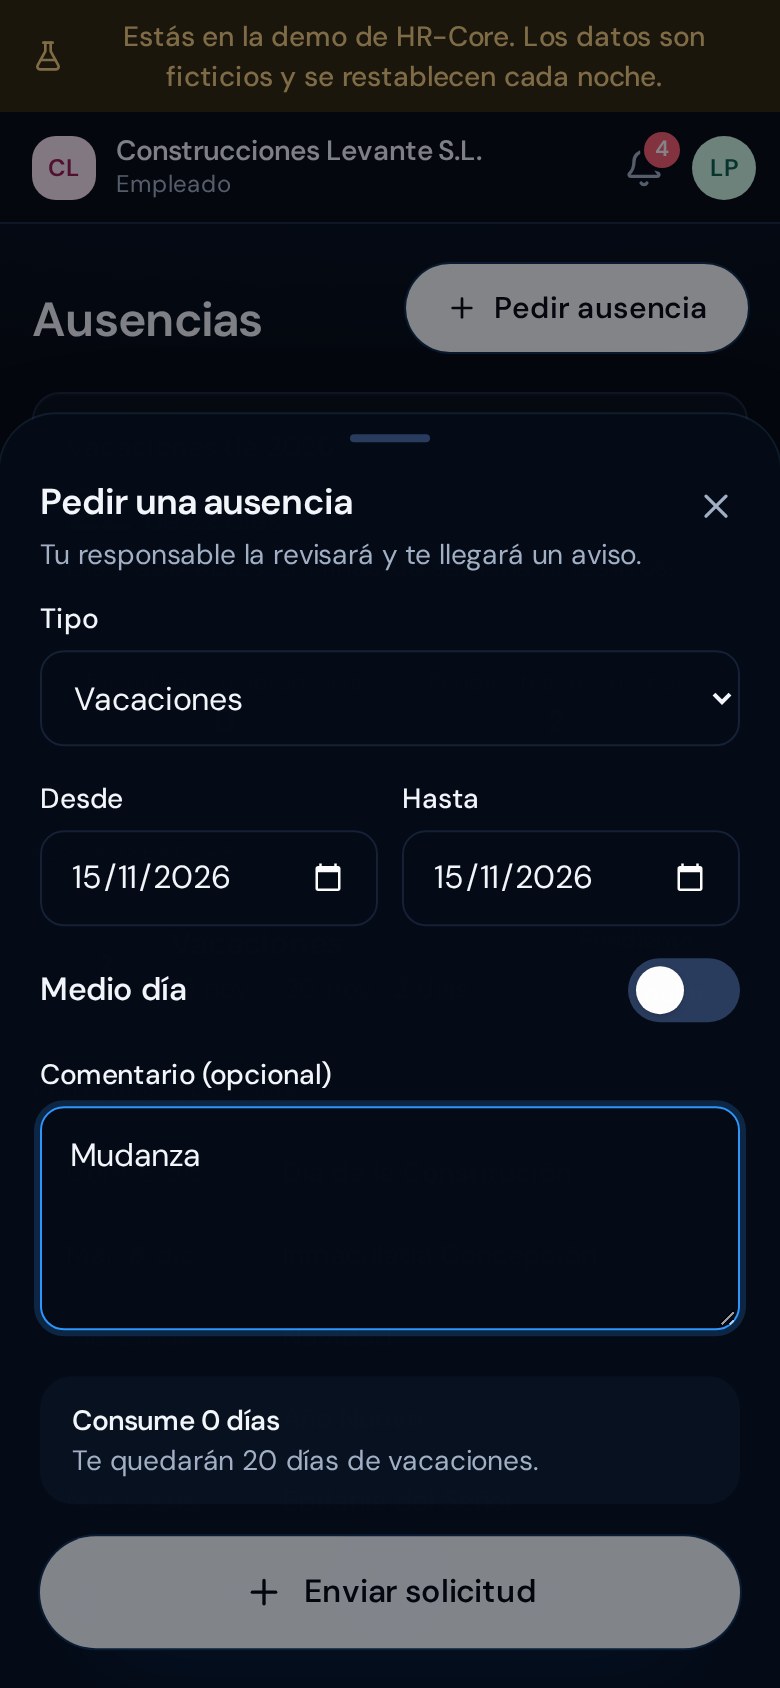 Estás en la demo de HR-Core. Los datos son
ficticios y se restablecen cada noche.
CL
Construcciones Levante S.L.
Empleado
4
LP
Ausencias
+ Pedir ausencia
Pedir una ausencia
Tu responsable la revisará y te llegará un aviso.
Tipo
Vacaciones
Desde
Hasta
15/11/2026
15/11/2026
Medio día
Comentario (opcional)
Mudanza
Consume 0 días
Te quedarán 20 días de vacaciones.
+ Enviar solicitud